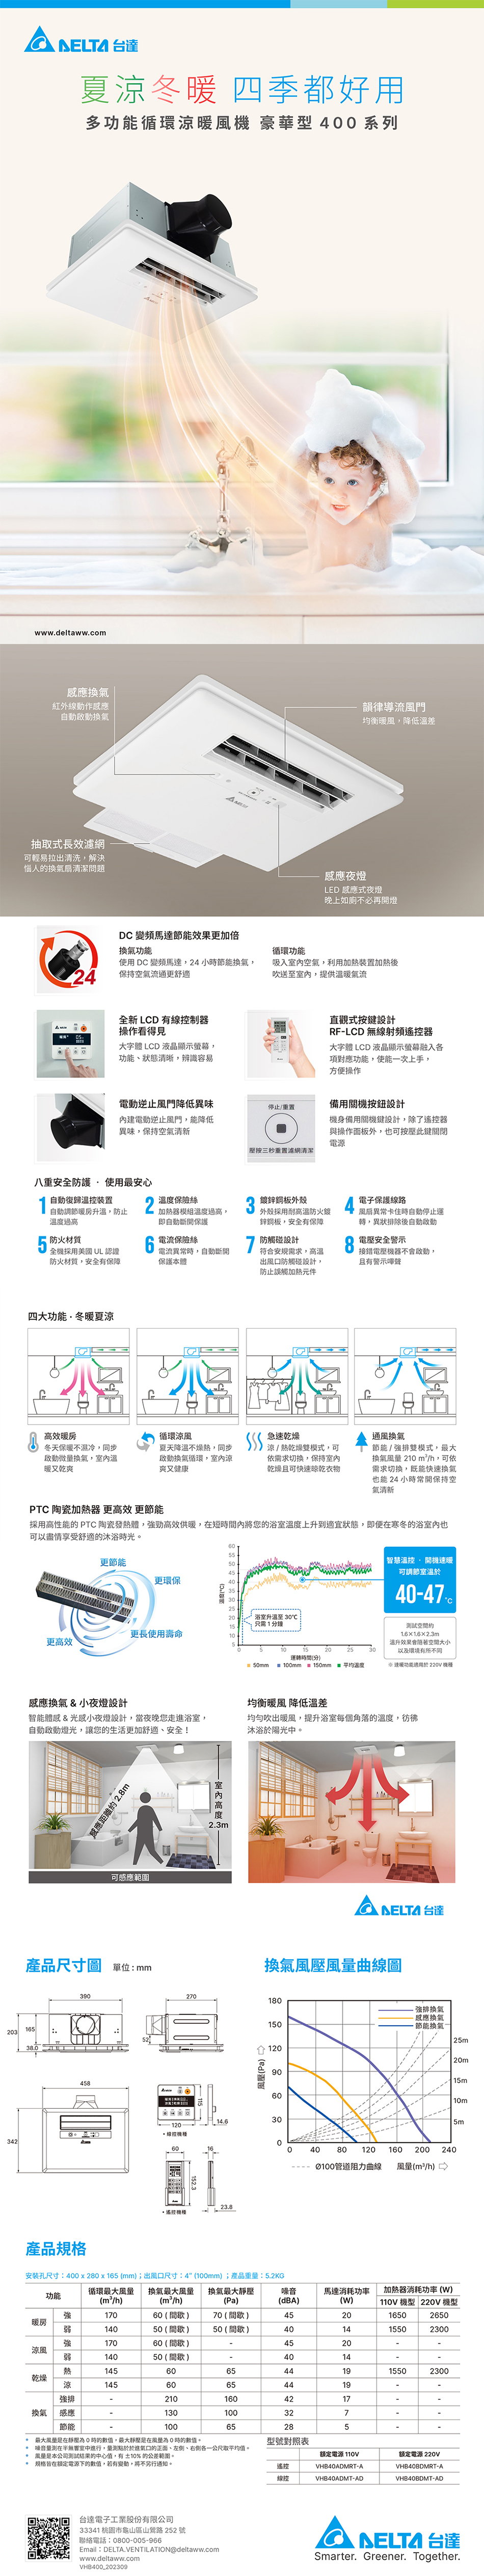 DELTA 台達
夏涼冬暖 四季都好用
多功能循環涼暖風機 豪華型 400 系列
www.deltaww.com
感應換氣
紅外線動作感應
自動啟動換氣
韻律導流風門
均衡暖風，降低溫差
抽取式長效濾網
可輕易拉出清洗，解決
惱人的換氣扇清潔問題
感應夜燈
LED 感應式夜燈
晚上如廁不必再開燈
24
DC 變頻馬達節能效果更加倍
換氣功能
使用 DC 變頻馬達，24 小時節能換氣，
保持空氣流通更舒適
循環功能
吸入室內空氣，利用加熱裝置加熱後
吹送至室內，提供溫暖氣流
全新 LCD 有線控制器
操作看得見
大字體 LCD 液晶顯示螢幕，
功能、狀態清晰，辨識容易
直觀式按鍵設計
RF-LCD 無線射頻遙控器
大字體 LCD 液晶顯示螢幕融入各
項對應功能，使能一次上手，
方便操作
電動逆止風門降低異味
內建電動逆止風門，能降低
異味，保持空氣清新
停止/重置
壓按三秒重置濾網清潔
備用關機按鈕設計
機身備用關機鍵設計，除了遙控器
與操作面板外，也可按壓此鍵關閉
電源
八重安全防護 ‧ 使用最安心
1 自動復歸溫控裝置
自動調節暖房升溫，防止
溫度過高
2 溫度保險絲
加熱器模組溫度過高，
即自動斷開保護
3 鍍鋅鋼板外殼
外殼採用耐高溫防火鍍
鋅鋼板，安全有保障
4 電子保護線路
風扇異常卡住時自動停止運
轉，異狀排除後自動啟動
5 防火材質
全機採用美國 UL 認證
防火材質，安全有保障
6 電流保險絲
電流異常時，自動斷開
保護本體
7 防觸碰設計
符合安規需求，高溫
出風口防觸碰設計，
防止誤觸加熱元件
8 電壓安全警示
接錯電壓機器不會啟動，
且有警示嗶聲
四大功能 ‧ 冬暖夏涼
高效暖房
冬天保暖不濕冷，同步
啟動微量換氣，室內溫
暖又乾爽
循環涼風
夏天降溫不燥熱，同步
啟動換氣循環，室內涼
爽又健康
急速乾燥
涼 / 熱乾燥雙模式，可
依需求切換，保持室內
乾燥且可快速晾乾衣物
通風換氣
節能 / 強排雙模式，最大
換氣風量 210 m³/h，可依
需求切換，既能快速換氣
也能 24 小時常開保持空
氣清新
PTC 陶瓷加熱器 更高效 更節能
採用高性能的 PTC 陶瓷發熱體，強勁高效供暖，在短時間內將您的浴室溫度上升到適宜狀態，即便在寒冬的浴室內也
可以盡情享受舒適的沐浴時光。
更節能
更環保
更長使用壽命
更高效
溫度(°C)
60
55
50
45
40
35
30
25
20
15
10
5
浴室升溫至 30°C
只需 1 分鐘
0 5 10 15 20 25 30
運轉時間(分)
50mm 100mm 150mm 平均溫度
智慧溫控 ‧ 開機速暖
可調節室溫於
40-47°C
測試空間約
1.6×1.6×2.3m
溫升效果會隨著空間大小
以及環境有所不同
※ 速暖功能適用於 220V 機種
感應換氣 & 小夜燈設計
智能體感 & 光感小夜燈設計，當夜晚您走進浴室，
自動啟動燈光，讓您的生活更加舒適、安全！
感應距離約 2.8m
室內高度
2.3m
可感應範圍
均衡暖風 降低溫差
均勻吹出暖風，提升浴室每個角落的溫度，彷彿
沐浴於陽光中。
DELTA 台達
產品尺寸圖 單位 : mm
390
270
203
165
38.0
52
458
342
115
120
14.6
• 線控機種
60
16
152.3
23.8
• 遙控機種
換氣風壓風量曲線圖
風壓(Pa)
180
150
120
90
60
30
0
強排換氣
感應換氣
節能換氣
25m
20m
15m
10m
5m
0 40 80 120 160 200 240
Ø100管道阻力曲線 風量(m³/h)
產品規格
安裝孔尺寸：400 x 280 x 165 (mm)；出風口尺寸：4" (100mm) ；產品重量：5.2KG
功能 循環最大風量 (m³/h) 換氣最大風量 (m³/h) 換氣最大靜壓 (Pa) 噪音 (dBA) 馬達消耗功率 (W) 加熱器消耗功率 (W)
110V 機型 220V 機型
暖房 強 170 60 ( 間歇 ) 70 ( 間歇 ) 45 20 1650 2650
弱 140 50 ( 間歇 ) 50 ( 間歇 ) 40 14 1550 2300
涼風 強 170 60 ( 間歇 ) - 45 20 - -
弱 140 50 ( 間歇 ) - 40 14 - -
乾燥 熱 145 60 65 44 19 1550 2300
涼 145 60 65 44 19 - -
換氣 強排 - 210 160 42 17 - -
感應 - 130 100 32 7 - -
節能 - 100 65 28 5 - -
最大風量是在靜壓為 0 時的數值，最大靜壓是在風量為 0 時的數值。
噪音量測在半無響室中進行，量測點於於進氣口的正面、左側、右側各一公尺取平均值。
風量是本公司測試結果的中心值，有 ±10% 的公差範圍。
規格皆在額定電源下的數值，若有變動，將不另行通知。
型號對照表
額定電源 110V 額定電源 220V
遙控 VHB40ADMRT-A VHB40BDMRT-A
線控 VHB40ADMT-AD VHB40BDMT-AD
台達電子工業股份有限公司
33341 桃園市龜山區山鶯路 252 號
聯絡電話：0800-005-966
Email：DELTA.VENTILATION@deltaww.com
www.deltaww.com
VHB400_202309
DELTA 台達
Smarter. Greener. Together.